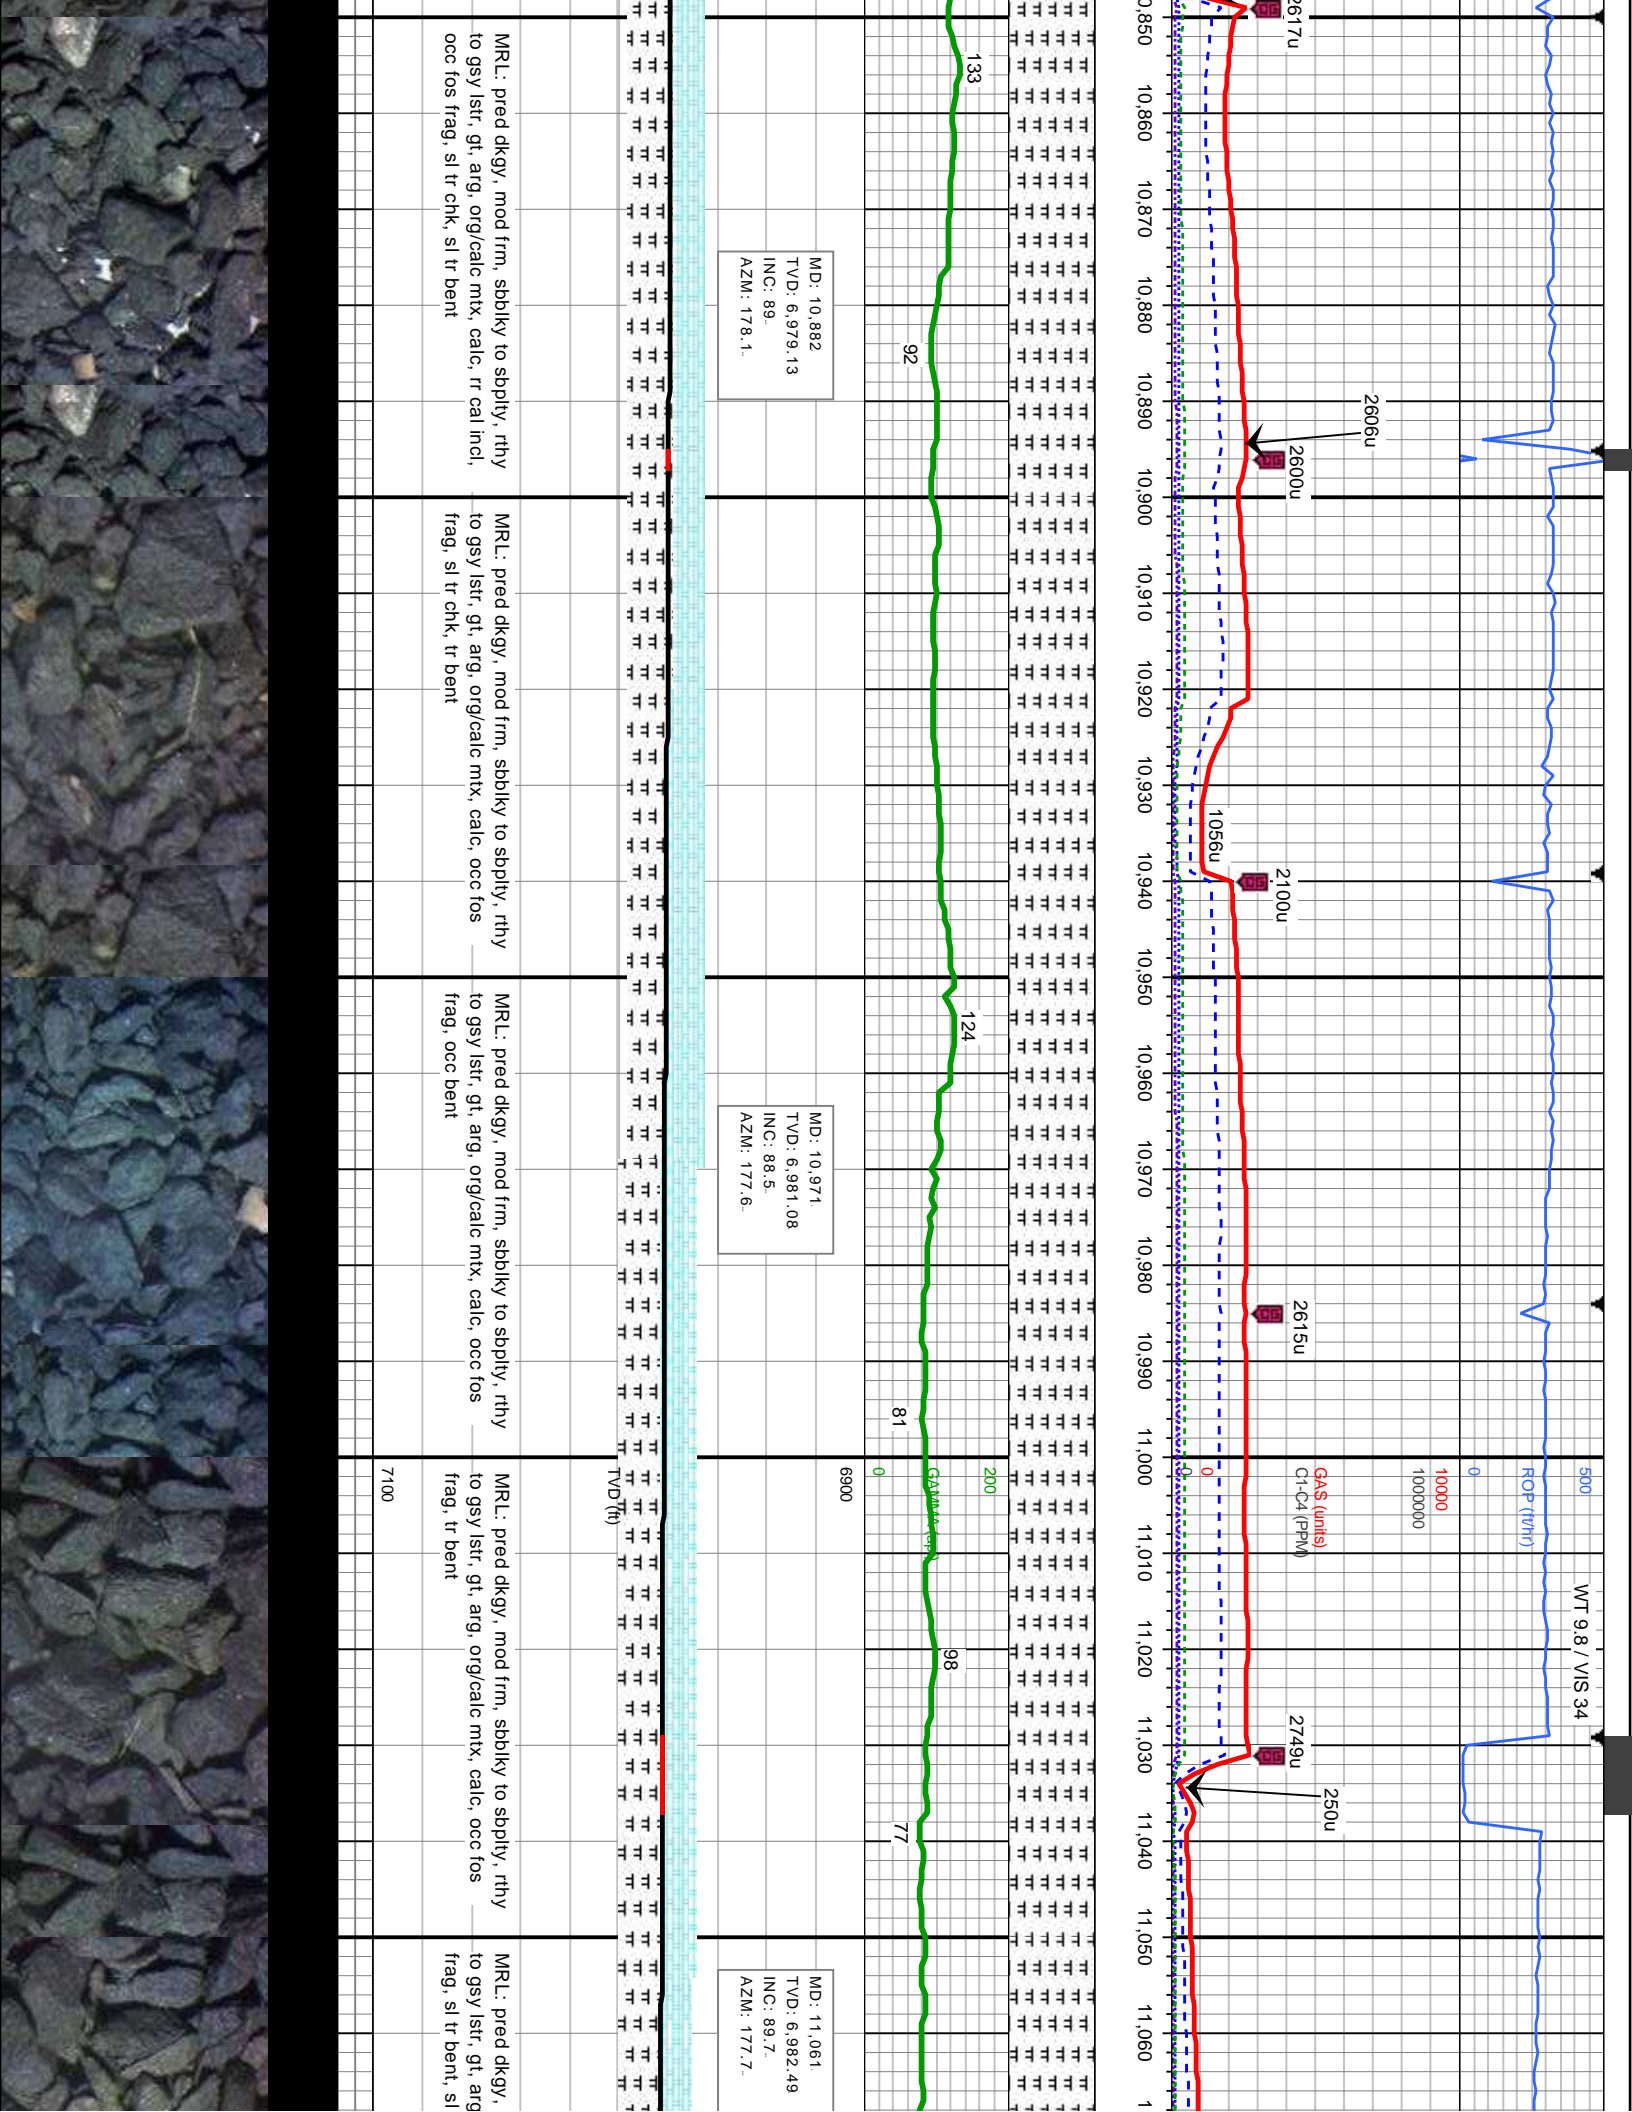 WT 9.8 / VIS 34
500
ROP (ft/hr)
0
10000
1000000
GAS (units)
C1-C4 (PPM)
0
0
2617u
2606u
2600u
1056u
2100u
2615u
2749u
250u
10,850
10,860
10,870
10,880
10,890
10,900
10,910
10,920
10,930
10,940
10,950
10,960
10,970
10,980
10,990
11,000
11,010
11,020
11,030
11,040
11,050
11,060
133
92
124
81
98
77
200
0
6900
TVD (ft)
7100
MD: 10,882
TVD: 6,979.13
INC: 89
AZM: 178.1
MD: 10,971
TVD: 6,981.08
INC: 88.5
AZM: 177.6
MD: 11,061
TVD: 6,982.49
INC: 89.7
AZM: 177.7
MRL: pred dkgy, mod frm, sbblky to sbplty, rthy
to gsy lstr, gt, arg, org/calc mtx, calc, rr cal incl,
occ fos frag, sl tr chk, sl tr bent
MRL: pred dkgy, mod frm, sbblky to sbplty, rthy
to gsy lstr, gt, arg, org/calc mtx, calc, occ fos
frag, sl tr chk, tr bent
MRL: pred dkgy, mod frm, sbblky to sbplty, rthy
to gsy lstr, gt, arg, org/calc mtx, calc, occ fos
frag, occ bent
MRL: pred dkgy, mod frm, sbblky to sbplty, rthy
to gsy lstr, gt, arg, org/calc mtx, calc, occ fos
frag, tr bent
MRL: pred dkgy,
to gsy lstr, gt, arg
frag, sl tr bent, sl